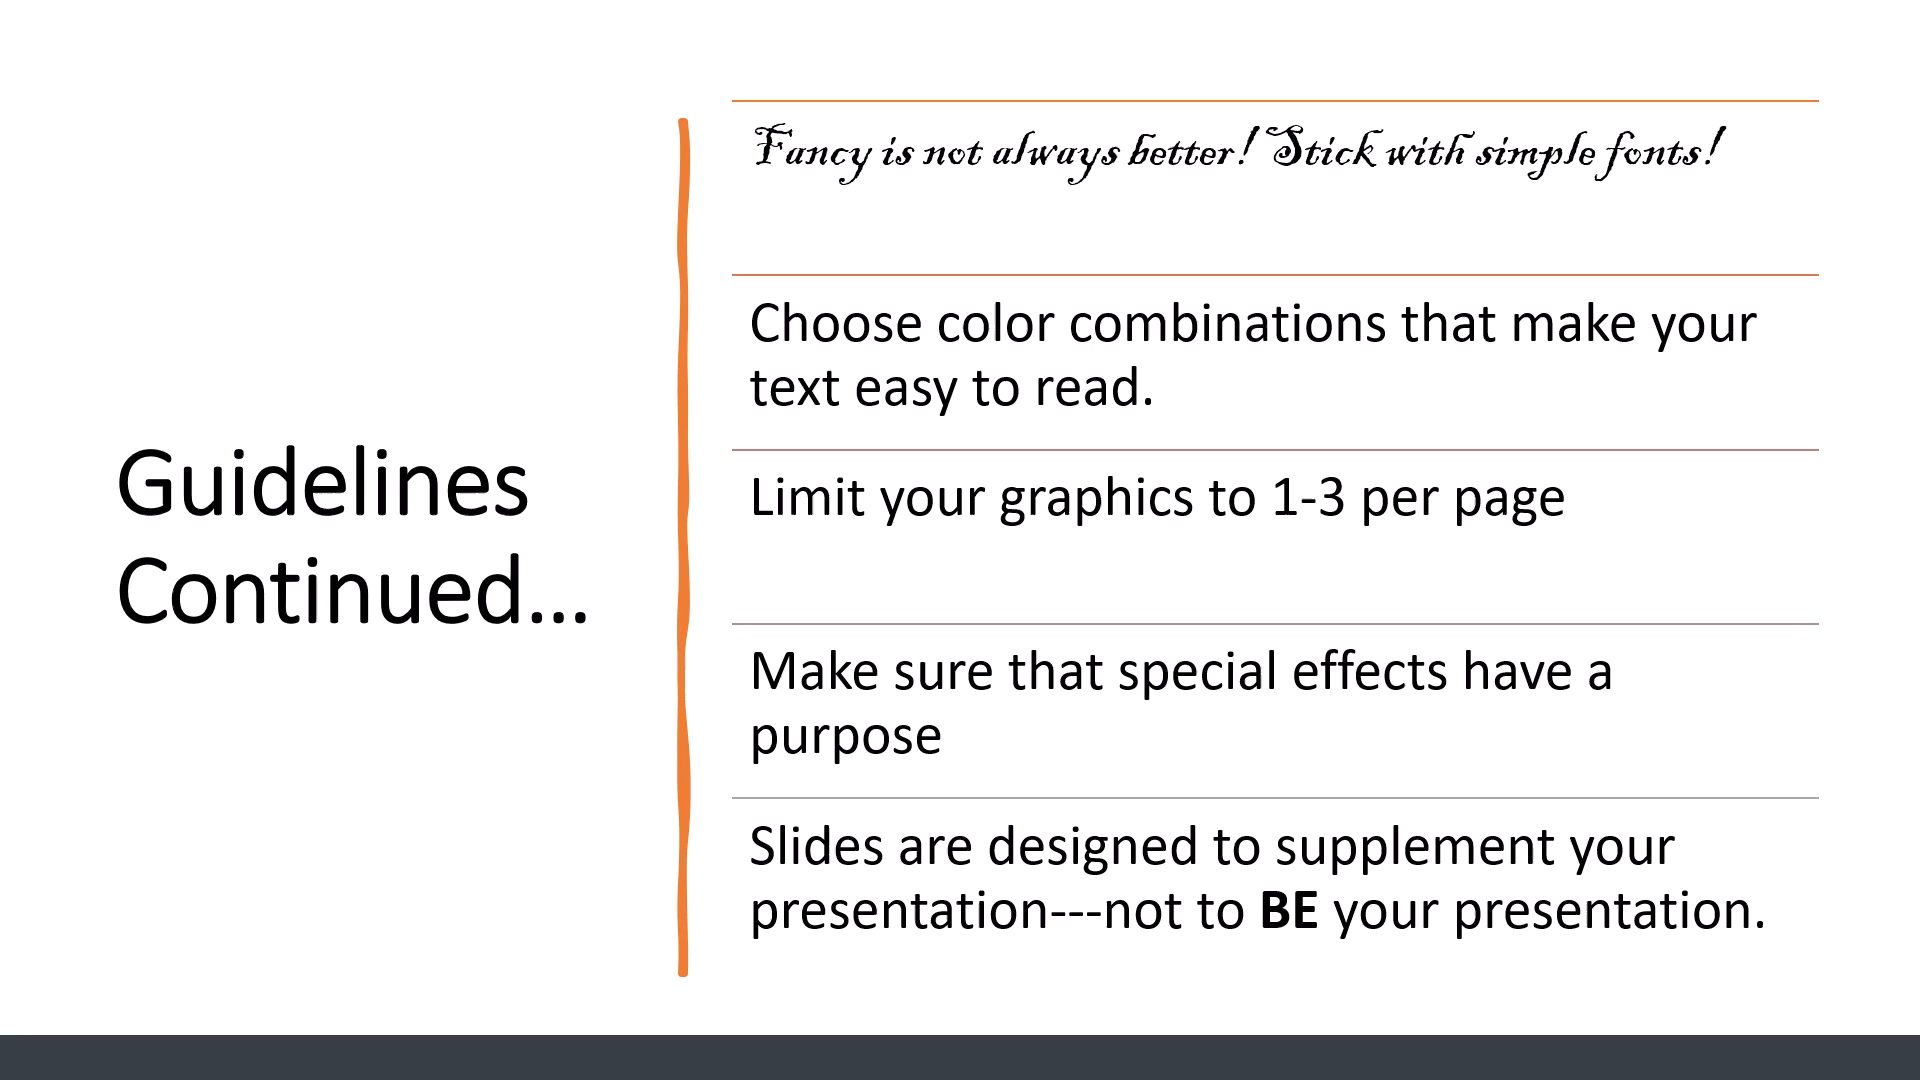 Guidelines
Continued...
Fancy is not always better! Stick with simple fonts!
Choose color combinations that make your
text easy to read.
Limit your graphics to 1-3 per page
Make sure that special effects have a
purpose
Slides are designed to supplement your
presentation---not to BE your presentation.